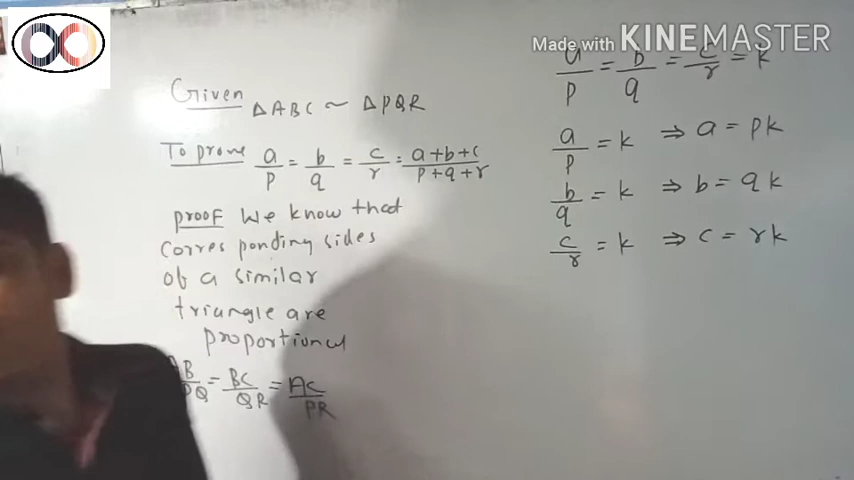 Made with KINEMASTER
Given ΔABC ~ ΔPQR
To prove a/p = b/q = c/r = a+b+c/p+q+r
proof We know that
corresponding sides
of a similar
triangle are
proportional
AB/PQ = BC/QR = AC/PR
a/p = b/q = c/r = k
a/p = k ⇒ a = pk
b/q = k ⇒ b = qk
c/r = k ⇒ c = rk